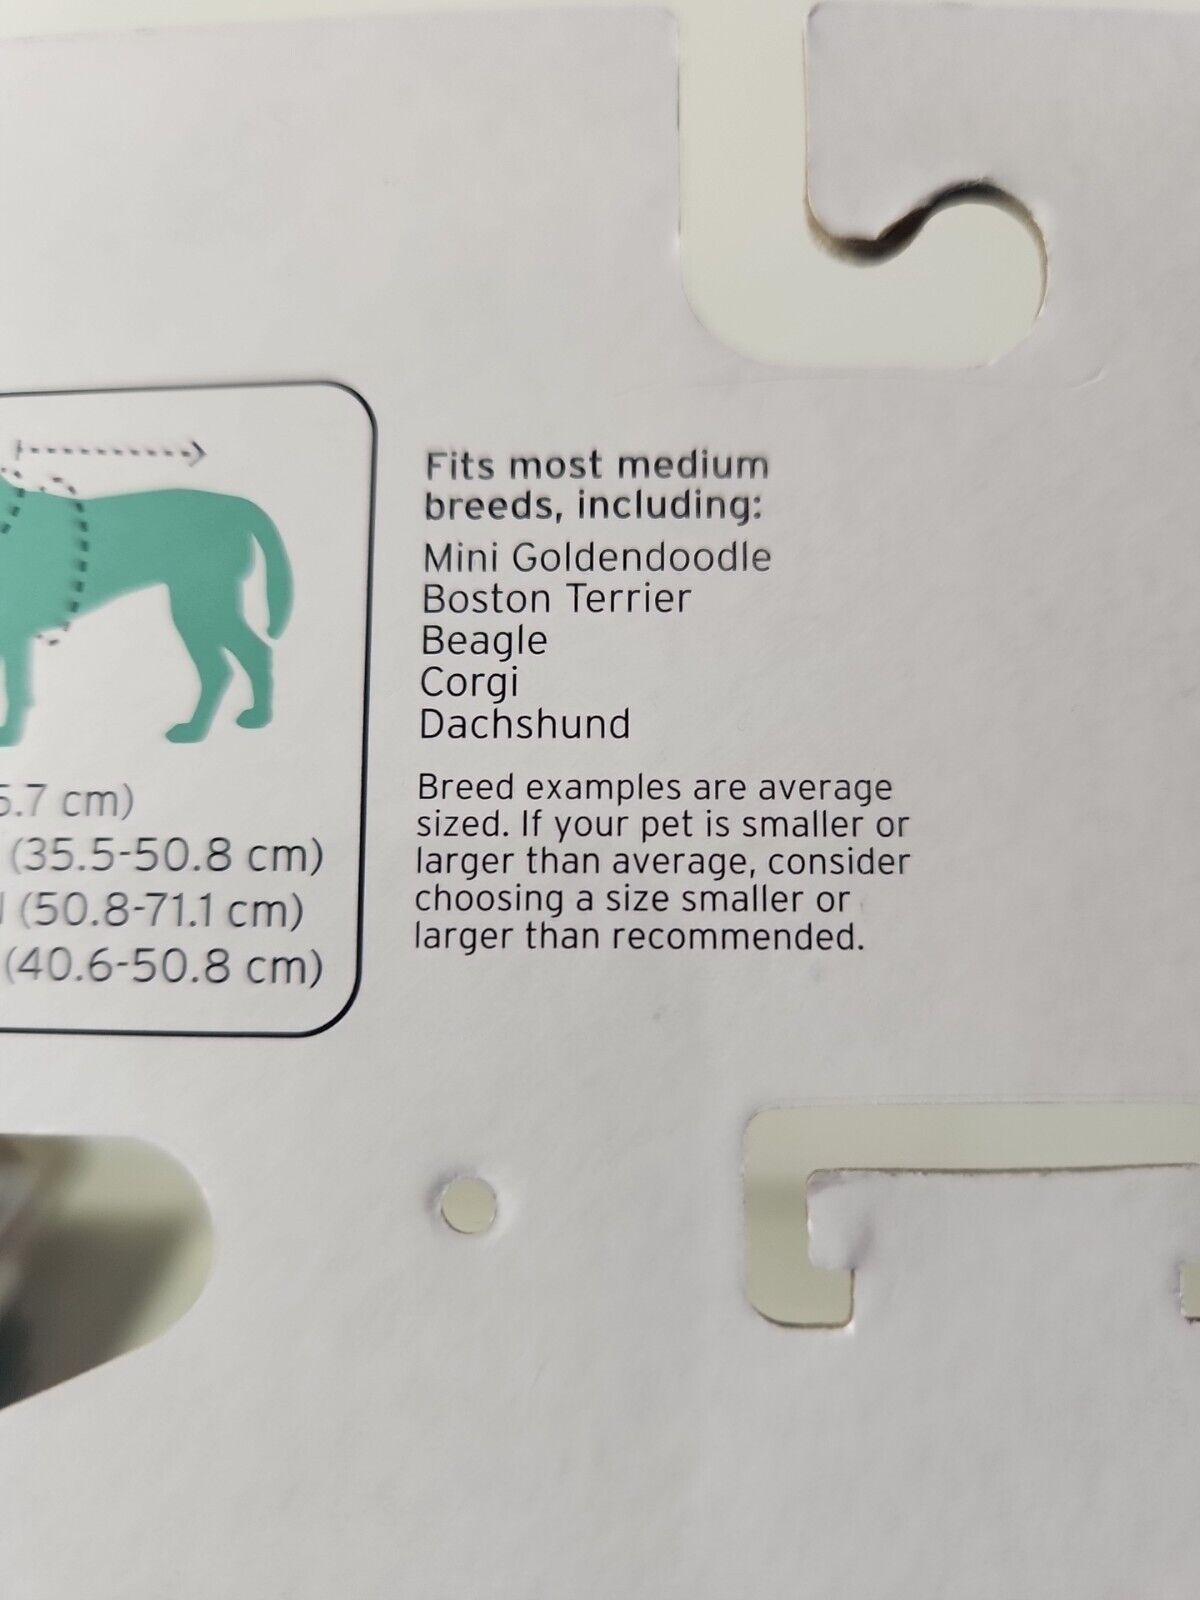 Fits most medium
breeds, including:
Mini Goldendoodle
Boston Terrier
Beagle
Corgi
Dachshund
Breed examples are average
sized. If your pet is smaller or
larger than average, consider
choosing a size smaller or
larger than recommended.
5.7 cm)
(35.5-50.8 cm)
(50.8-71.1 cm)
(40.6-50.8 cm)